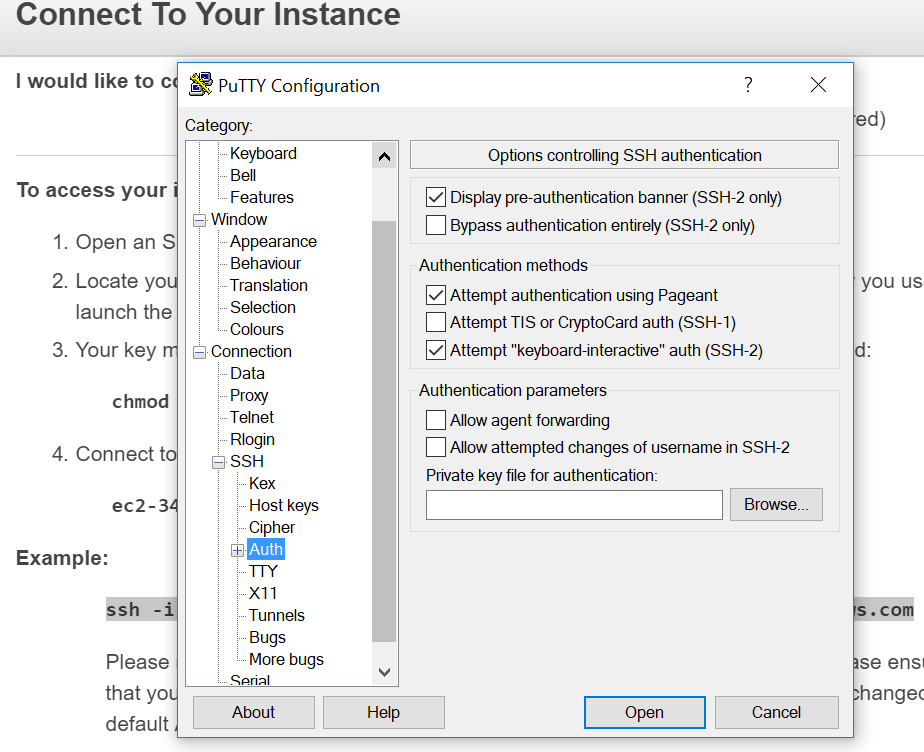 Connect To Your Instance
I would like to
PuTTY Configuration
?
red)
Category:
Keyboard
Bell
Features
Window
Appearance
Behaviour
Translation
Selection
Colours
Connection
Data
Proxy
Telnet
Rlogin
SSH
Kex
Host keys
Cipher
Auth
TTY
X11
Tunnels
Bugs
More bugs
Serial
Options controlling SSH authentication
Display pre-authentication banner (SSH-2 only)
Bypass authentication entirely (SSH-2 only)
Authentication methods
Attempt authentication using Pageant
Attempt TIS or CryptoCard auth (SSH-1)
Attempt "keyboard-interactive" auth (SSH-2)
Authentication parameters
Allow agent forwarding
Allow attempted changes of username in SSH-2
Private key file for authentication:
Browse...
About
Help
Open
Cancel
To access your i
1. Open an S
2. Locate you
y you us
launch the
3. Your key m
d:
chmod
4. Connect to
ec2-34
Example:
ssh -i
ws.com
Please
ase ensu
that you
changed
default